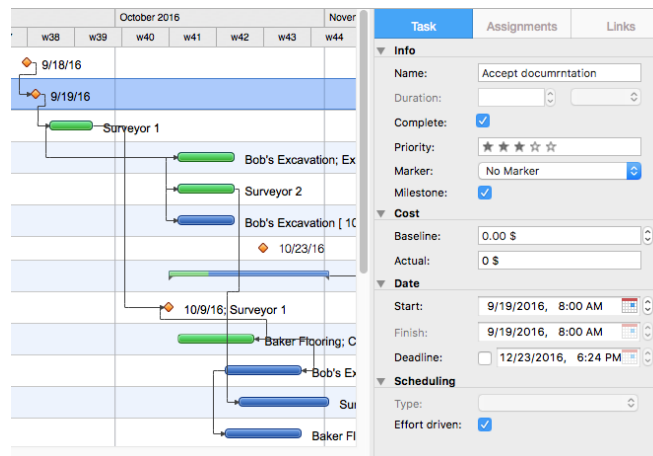 October 2016
Nover
w38 w39 w40 w41 w42 w43 w44
9/18/16
9/19/16
Surveyor 1
Bob's Excavation; Ex
Surveyor 2
Bob's Excavation [ 10
10/23/16
10/9/16; Surveyor 1
Baker Flooring; C
Bob's Ex
Su
Baker Fl
Task Assignments Links
Info
Name: Accept documrntation
Duration:
Complete:
Priority:
Marker: No Marker
Milestone:
Cost
Baseline: 0.00 $
Actual: 0 $
Date
Start: 9/19/2016, 8:00 AM
Finish: 9/19/2016, 8:00 AM
Deadline: 12/23/2016, 6:24 PM
Scheduling
Type:
Effort driven: